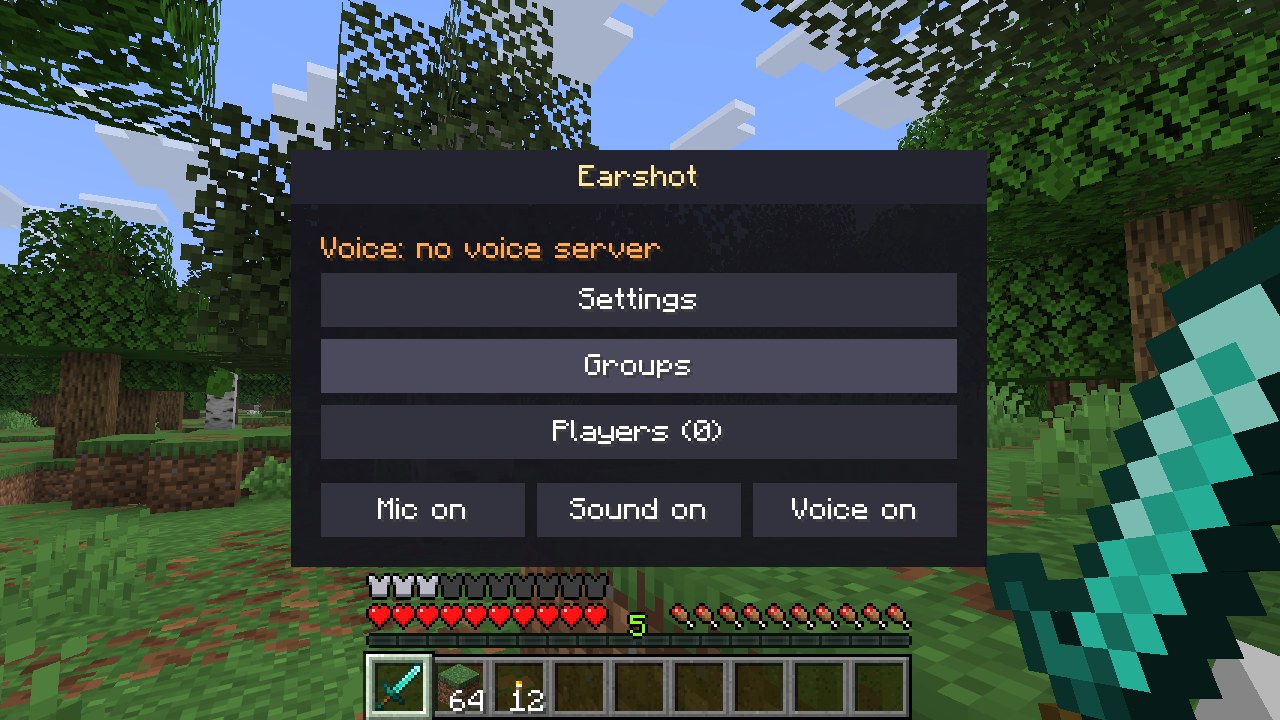 Earshot
Voice: no voice server
Settings
Groups
Players (0)
Mic on Sound on Voice on
5
64 12